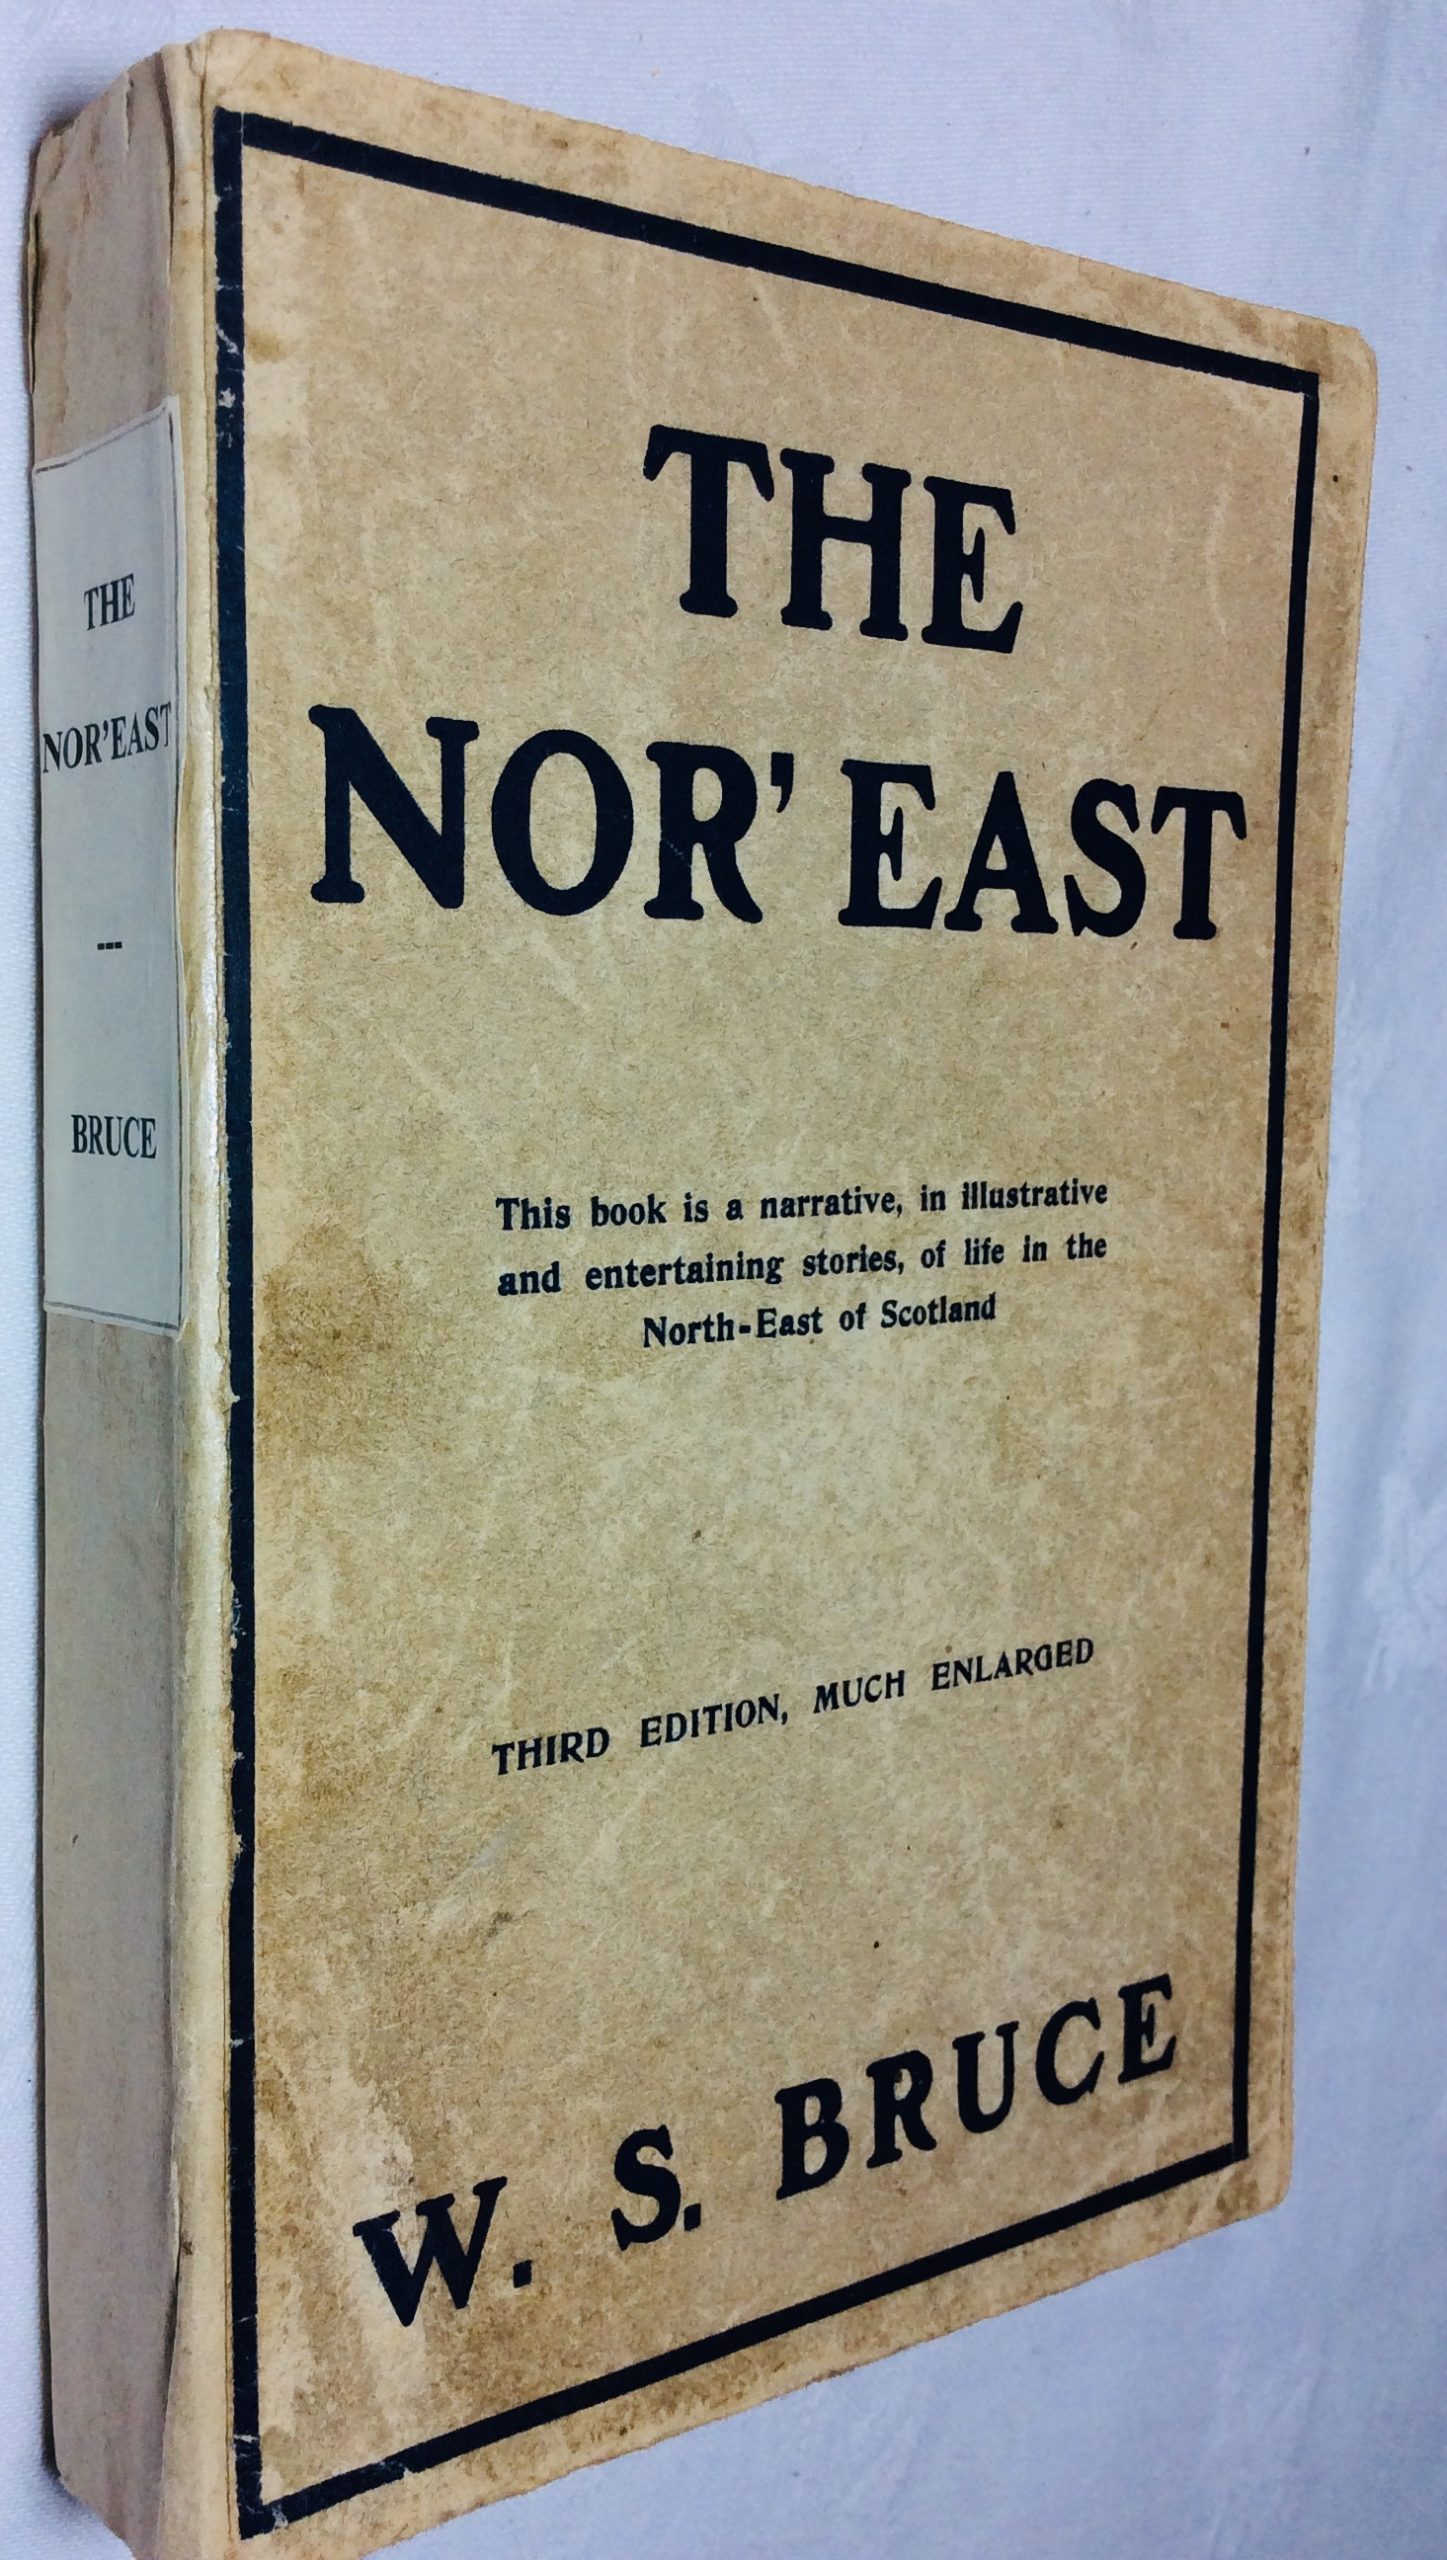 THE
NOR'EAST
---
BRUCE
THE
NOR' EAST
This book is a narrative, in illustrative
and entertaining stories, of life in the
North-East of Scotland
THIRD EDITION, MUCH ENLARGED
W. S. BRUCE